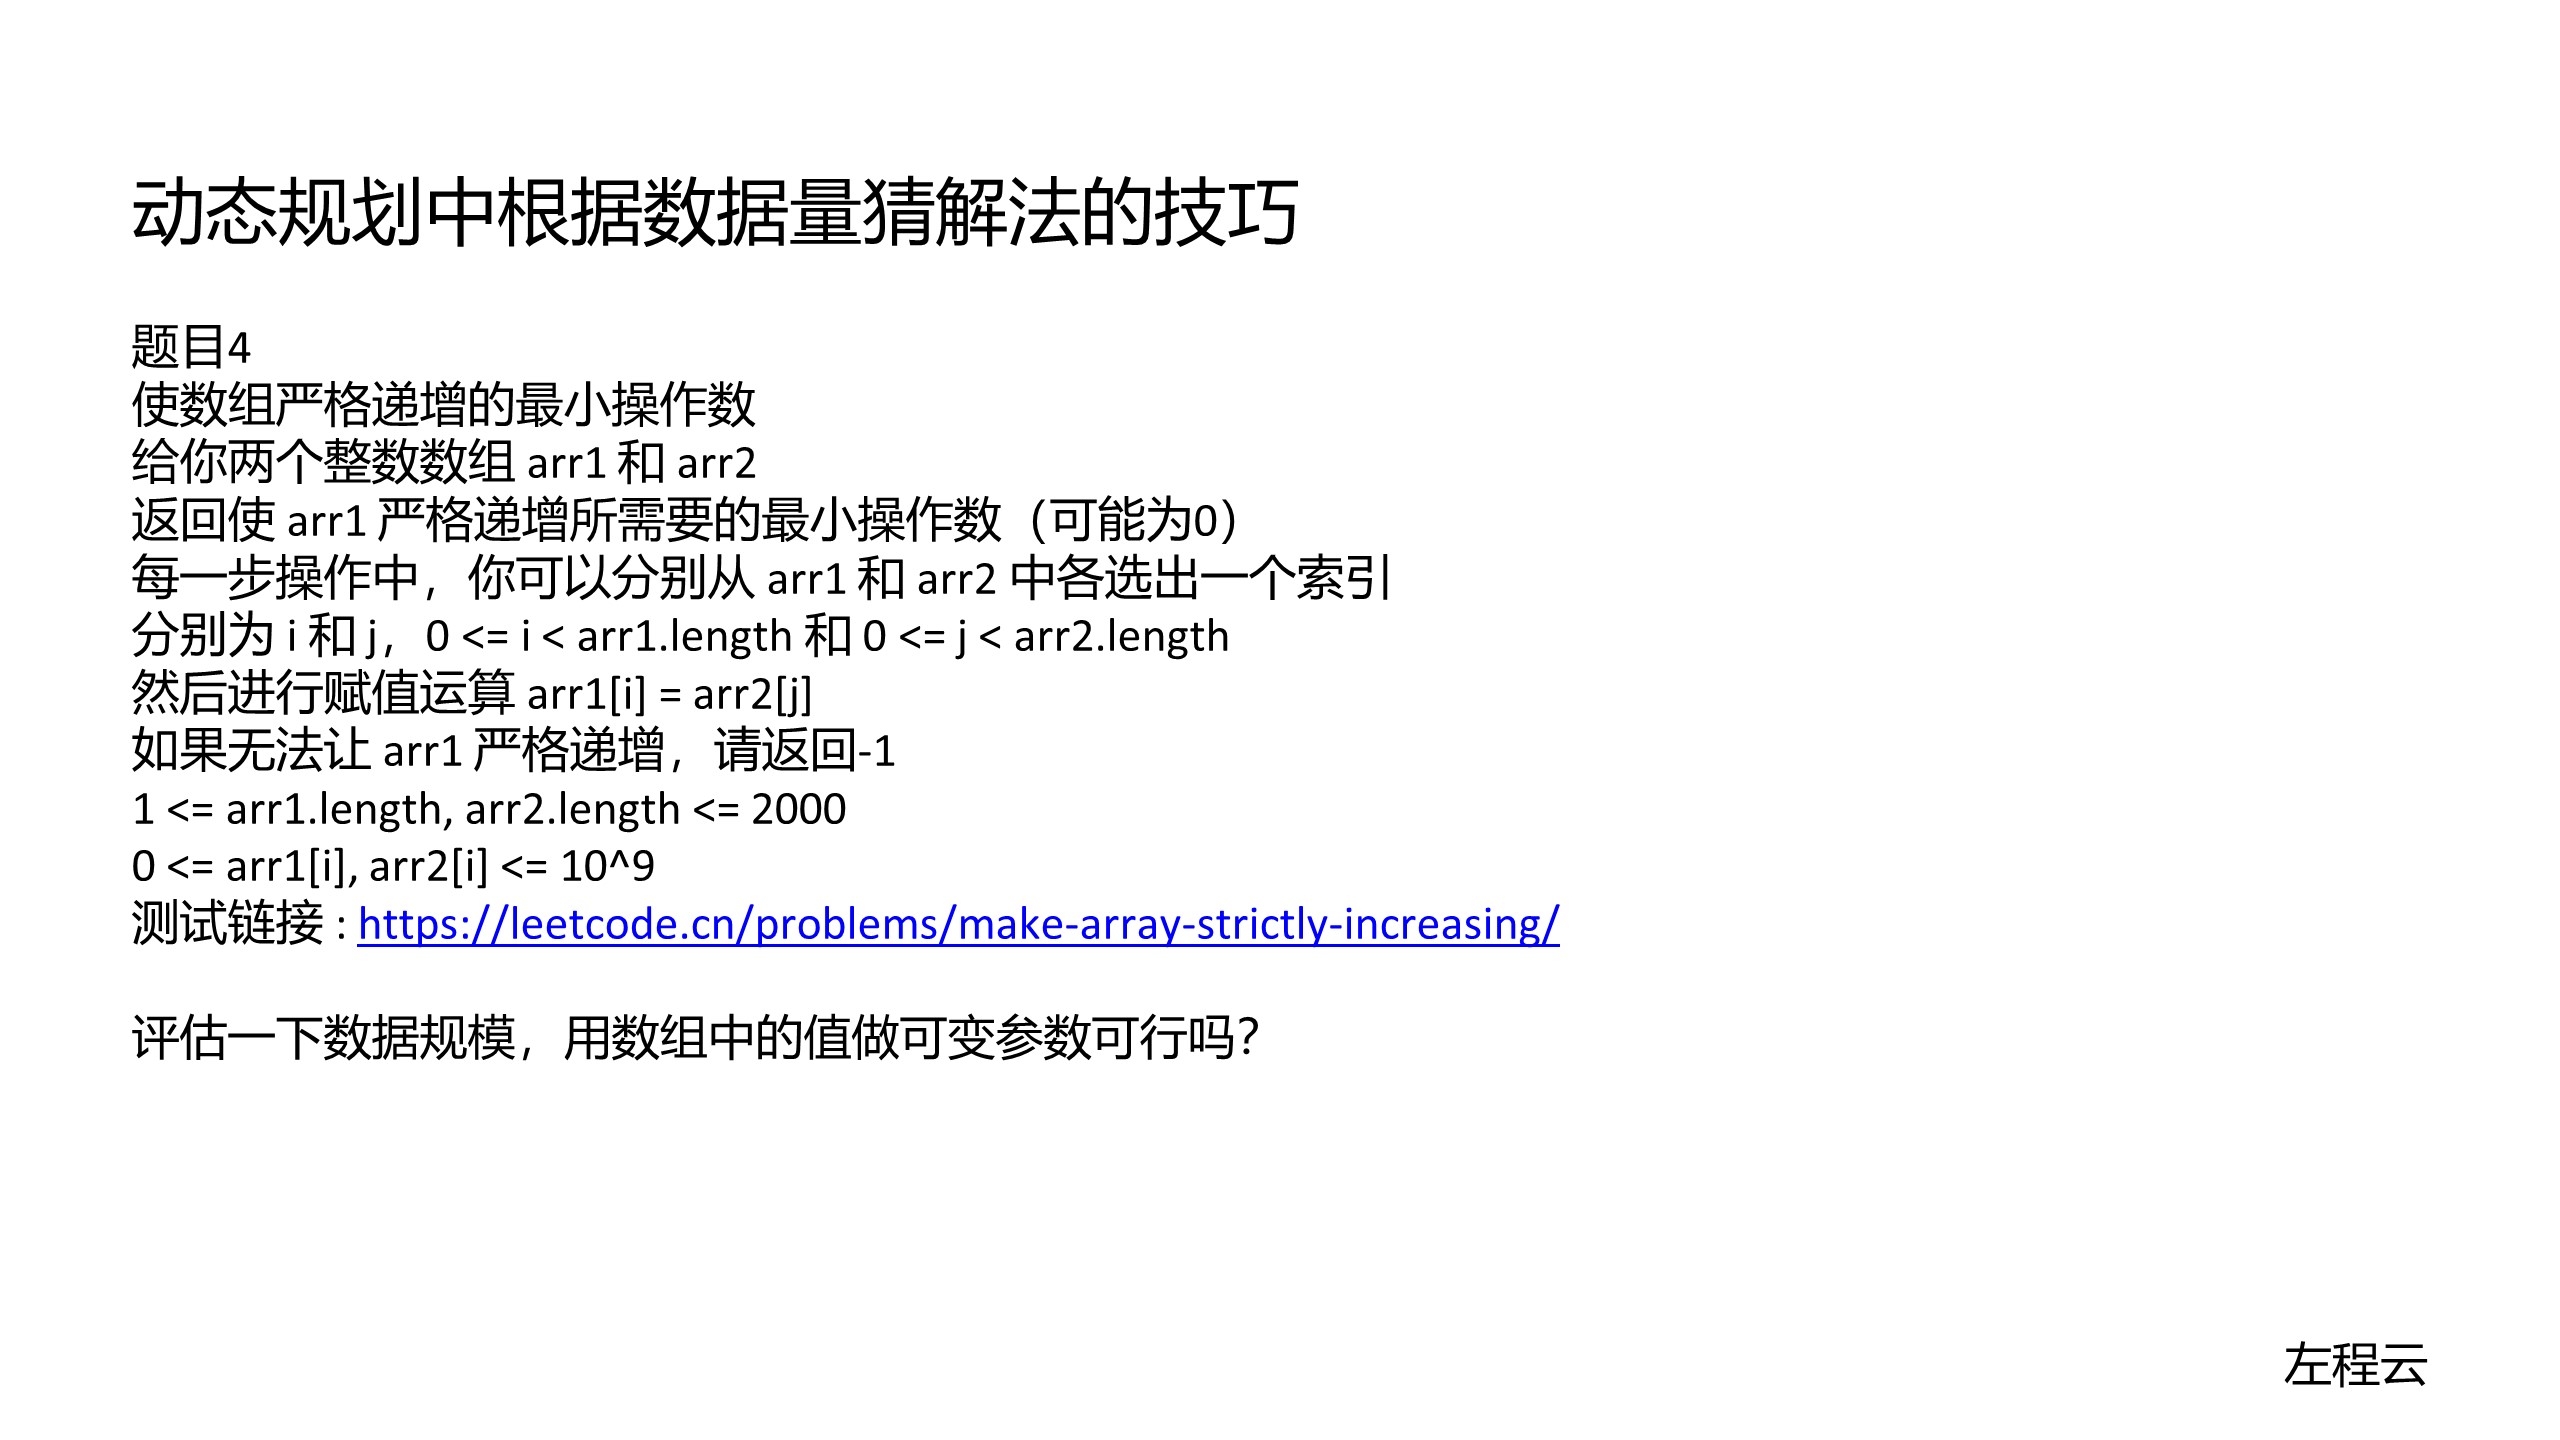 动态规划中根据数据量猜解法的技巧
题目4
使数组严格递增的最小操作数
给你两个整数数组 arr1 和 arr2
返回使 arr1 严格递增所需要的最小操作数（可能为0）
每一步操作中，你可以分别从 arr1 和 arr2 中各选出一个索引
分别为 i 和 j，0 <= i < arr1.length 和 0 <= j < arr2.length
然后进行赋值运算 arr1[i] = arr2[j]
如果无法让 arr1 严格递增，请返回-1
1 <= arr1.length, arr2.length <= 2000
0 <= arr1[i], arr2[i] <= 10^9
测试链接 : https://leetcode.cn/problems/make-array-strictly-increasing/
评估一下数据规模，用数组中的值做可变参数可行吗？
左程云